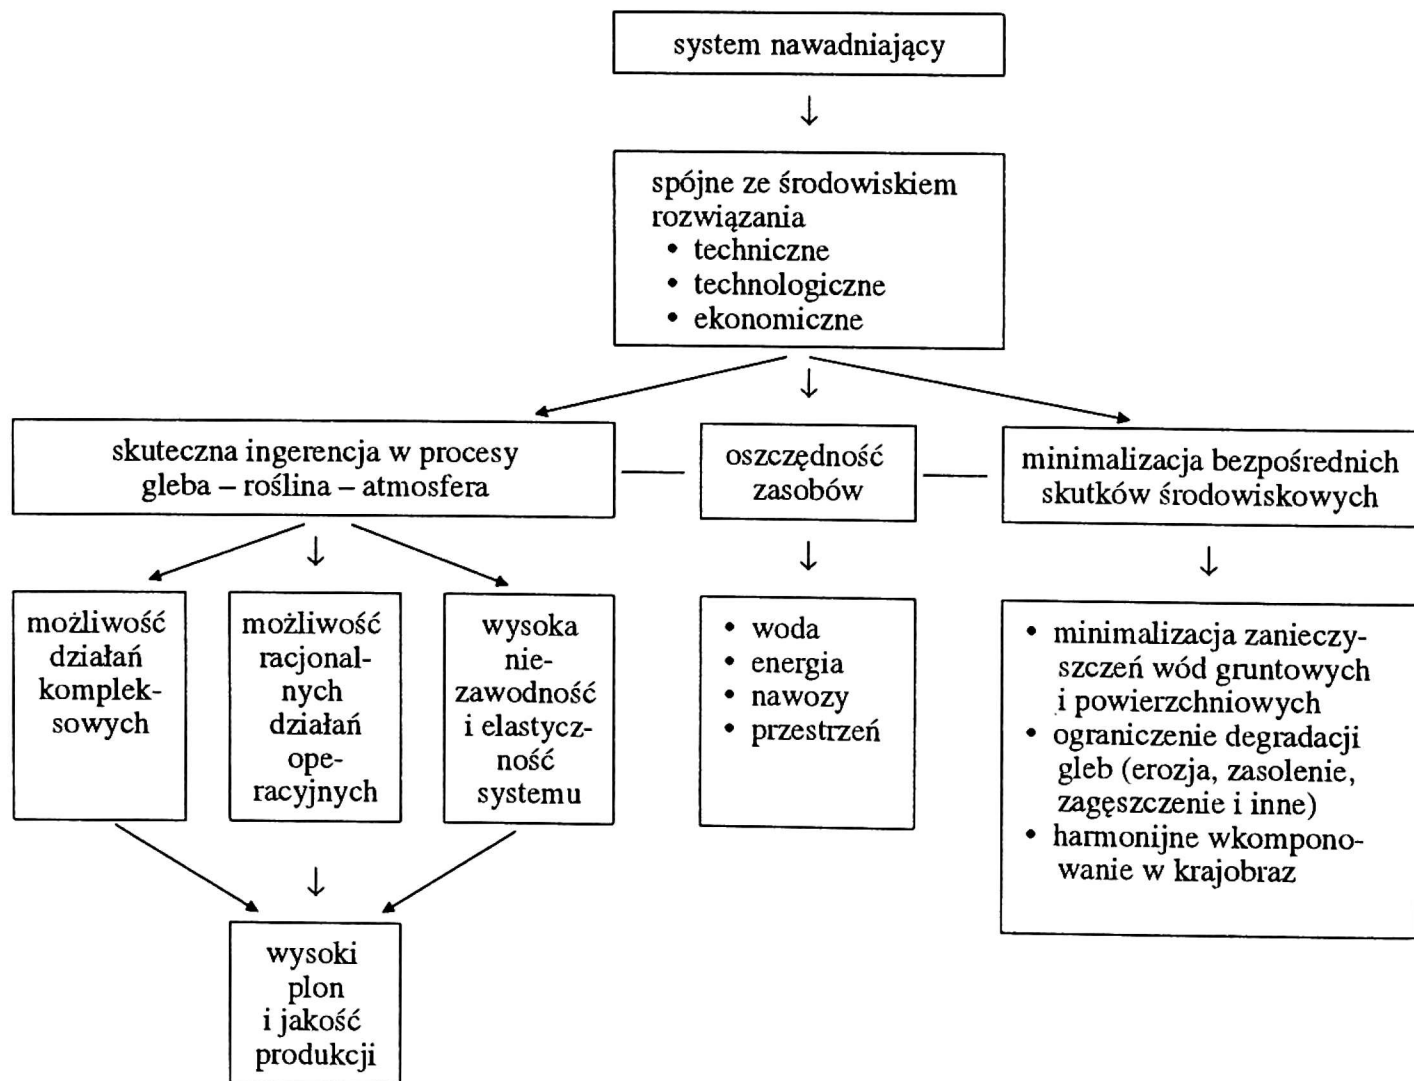 system nawadniający
spójne ze środowiskiem
rozwiązania
• techniczne
• technologiczne
• ekonomiczne
skuteczna ingerencja w procesy
gleba – roślina – atmosfera
oszczędność
zasobów
minimalizacja bezpośrednich
skutków środowiskowych
możliwość
działań
komplek-
sowych
możliwość
racjonal-
nych
działań
ope-
racyjnych
wysoka
nie-
zawodność
i elastycz-
ność
systemu
• woda
• energia
• nawozy
• przestrzeń
• minimalizacja zanieczy-
szczeń wód gruntowych
i powierzchniowych
• ograniczenie degradacji
gleb (erozja, zasolenie,
zagęszczenie i inne)
• harmonijne wkompono-
wanie w krajobraz
wysoki
plon
i jakość
produkcji